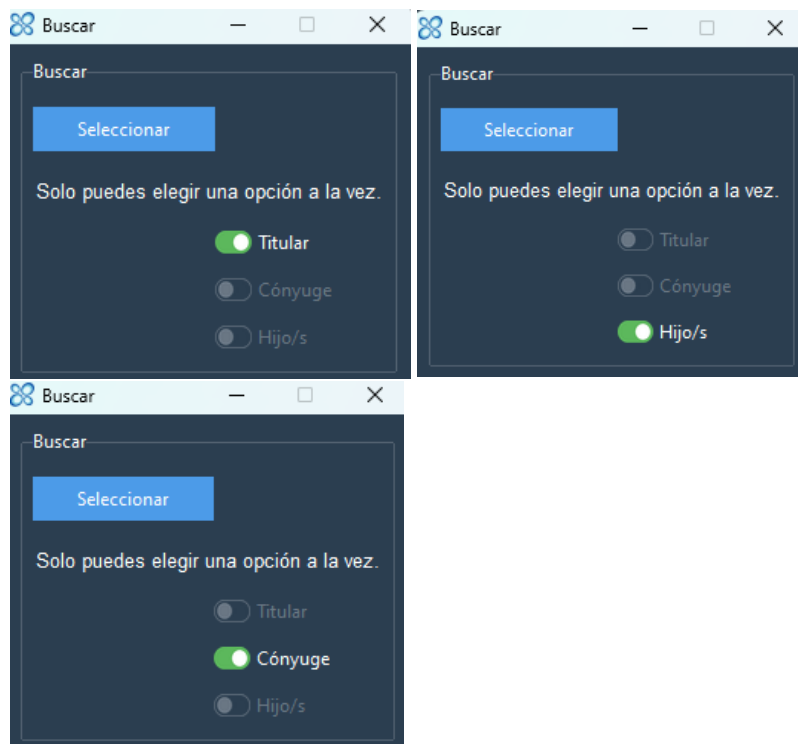 Buscar
Buscar
Seleccionar
Solo puedes elegir una opción a la vez.
Titular
Cónyuge
Hijo/s
Buscar
Buscar
Seleccionar
Solo puedes elegir una opción a la vez.
Titular
Cónyuge
Hijo/s
Buscar
Buscar
Seleccionar
Solo puedes elegir una opción a la vez.
Titular
Cónyuge
Hijo/s